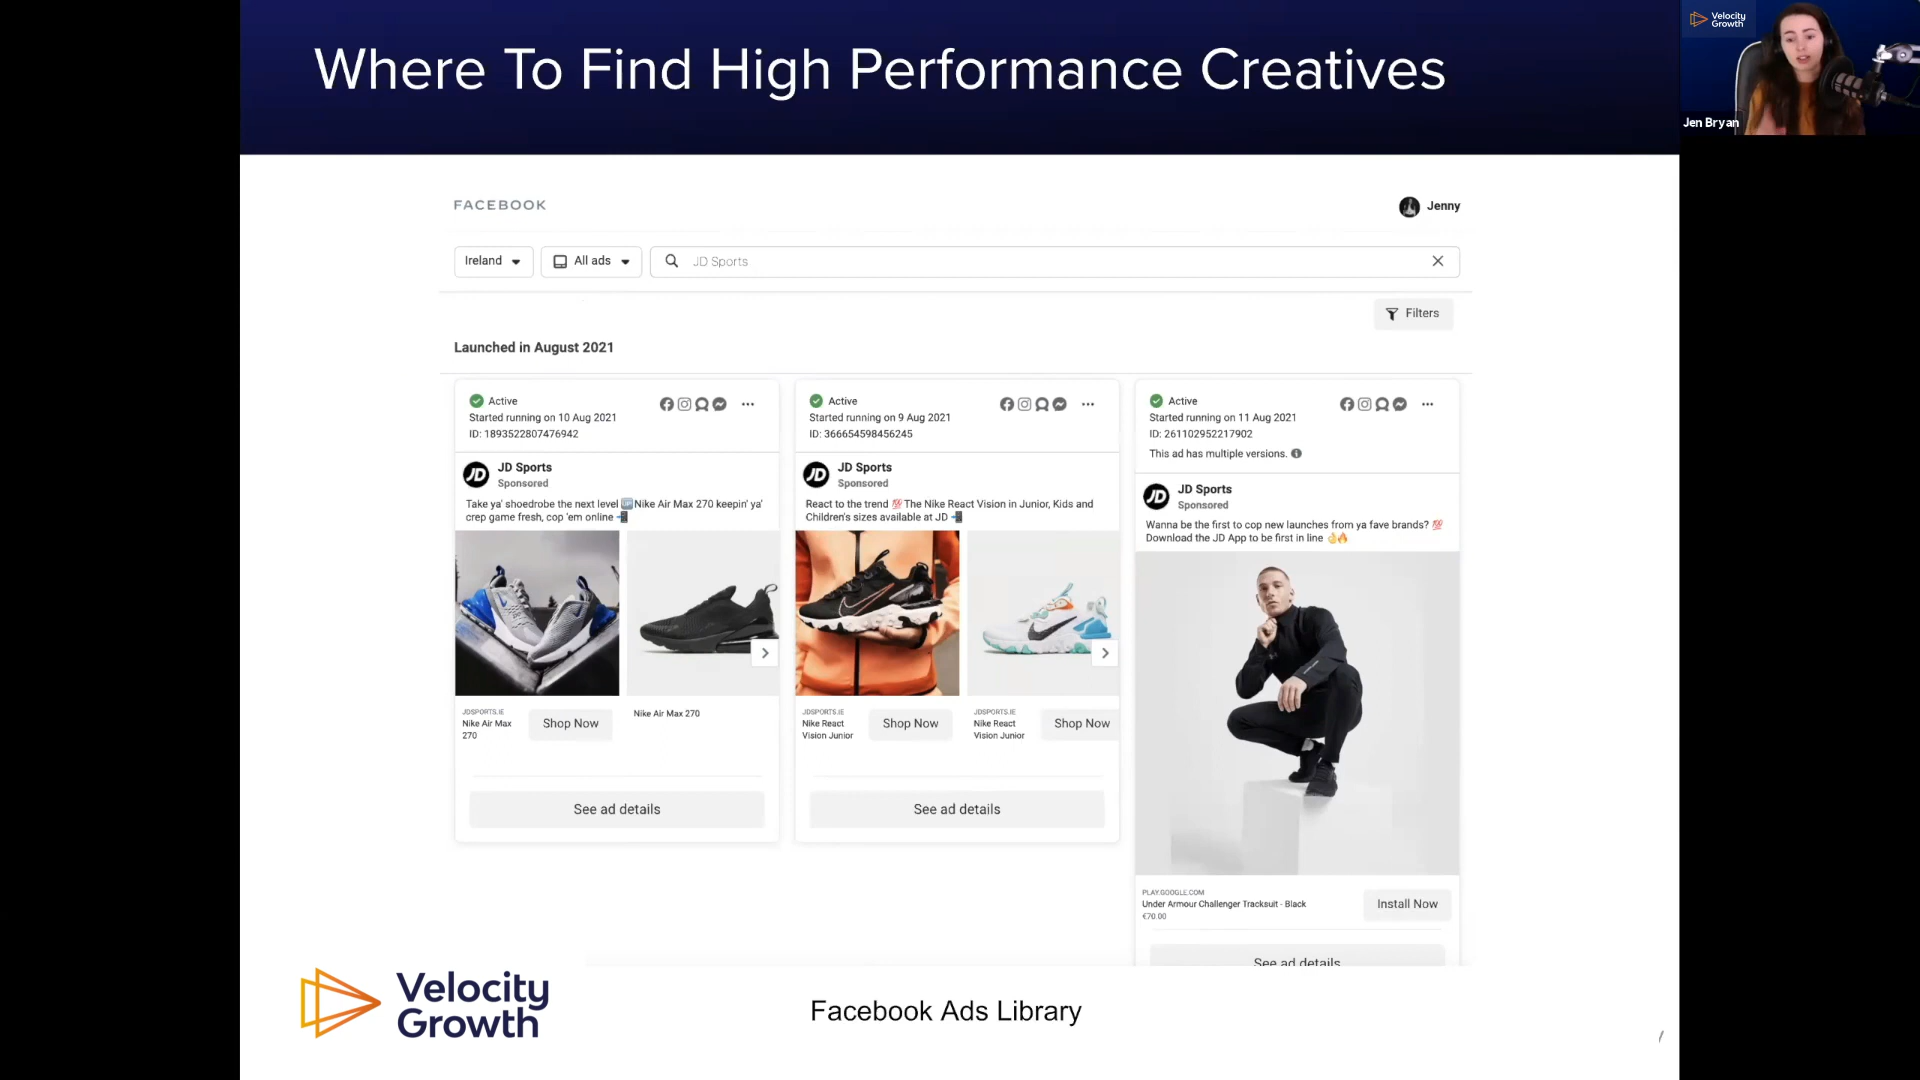 Where To Find High Performance Creatives
Velocity
Growth
Jen Bryan
FACEBOOK
Jenny
Ireland
All ads
JD Sports
Filters
Launched in August 2021
Active
Started running on 10 Aug 2021
ID: 1893522807476942
JD
JD Sports
Sponsored
Take ya' shoedrobe the next level 🆙Nike Air Max 270 keepin' ya'
crep game fresh, cop 'em online 📲
JDSPORTS.IE
Nike Air Max
270
Shop Now
Nike Air Max 270
See ad details
Active
Started running on 9 Aug 2021
ID: 366654598456245
JD
JD Sports
Sponsored
React to the trend 💯The Nike React Vision in Junior, Kids and
Children's sizes available at JD 📲
JDSPORTS.IE
Nike React
Vision Junior
Shop Now
JDSPORTS.IE
Nike React
Vision Junior
Shop Now
See ad details
Active
Started running on 11 Aug 2021
ID: 261102952217902
This ad has multiple versions.
JD
JD Sports
Sponsored
Wanna be the first to cop new launches from ya fave brands? 💯
Download the JD App to be first in line 👌🔥
PLAY.GOOGLE.COM
Under Armour Challenger Tracksuit - Black
€70.00
Install Now
See ad details
Velocity
Growth
Facebook Ads Library